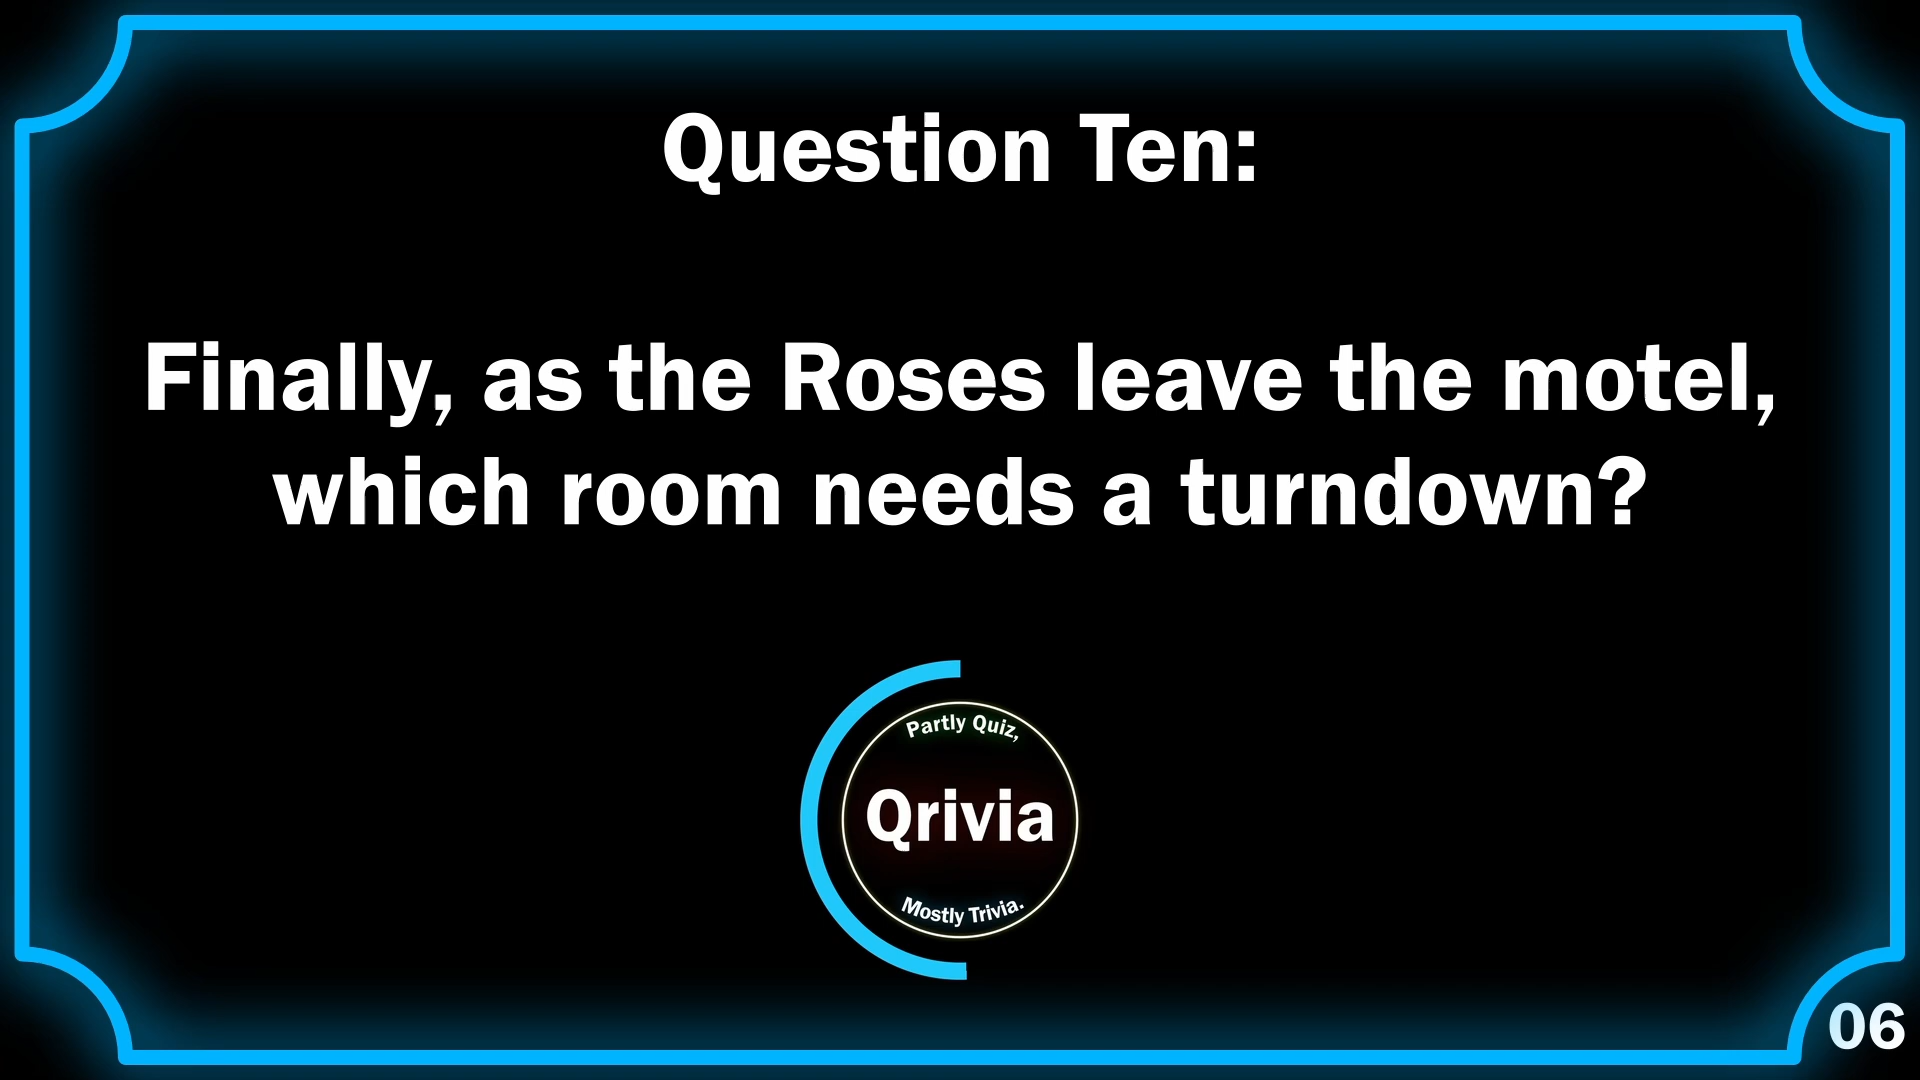 Question Ten:
Finally, as the Roses leave the motel,
which room needs a turndown?
Partly Quiz,
Qrivia
Mostly Trivia.
06